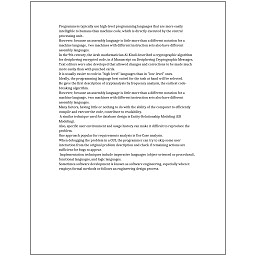 Programmers typically use high-level programming languages that are more easily
intelligible to humans than machine code, which is directly executed by the central
processing unit.
However, because an assembly language is little more than a different notation for a
machine language, two machines with different instruction sets also have different
assembly languages.
In the 9th century, the Arab mathematician Al-Kindi described a cryptographic algorithm
for deciphering encrypted code, in A Manuscript on Deciphering Cryptographic Messages.
Text editors were also developed that allowed changes and corrections to be made much
more easily than with punched cards.
It is usually easier to code in "high-level" languages than in "low-level" ones.
Ideally, the programming language best suited for the task at hand will be selected.
He gave the first description of cryptanalysis by frequency analysis, the earliest code-
breaking algorithm.
However, because an assembly language is little more than a different notation for a
machine language, two machines with different instruction sets also have different
assembly languages.
Many factors, having little or nothing to do with the ability of the computer to efficiently
compile and execute the code, contribute to readability.
A similar technique used for database design is Entity-Relationship Modeling (ER
Modeling).
Also, specific user environment and usage history can make it difficult to reproduce the
problem.
One approach popular for requirements analysis is Use Case analysis.
When debugging the problem in a GUI, the programmer can try to skip some user
interaction from the original problem description and check if remaining actions are
sufficient for bugs to appear.
Implementation techniques include imperative languages (object-oriented or procedural),
functional languages, and logic languages.
Sometimes software development is known as software engineering, especially when it
employs formal methods or follows an engineering design process.